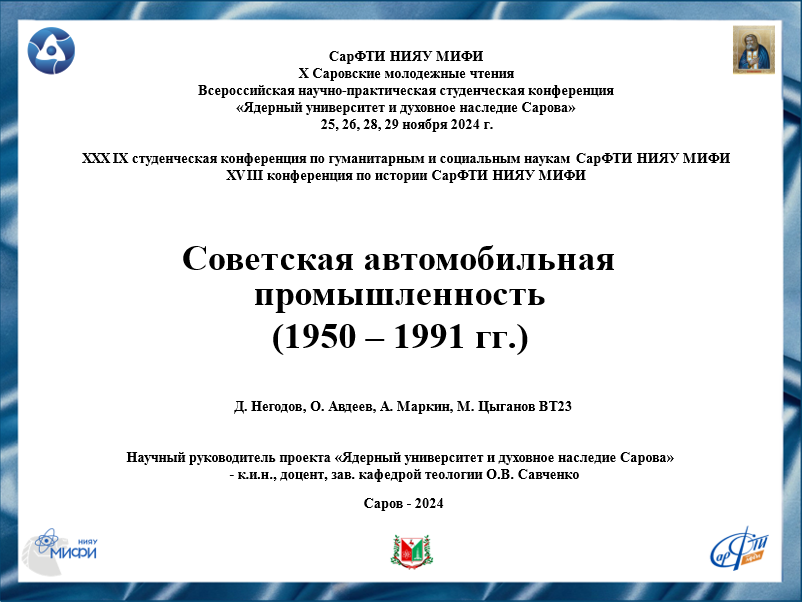 СарФТИ НИЯУ МИФИ
X Саровские молодежные чтения
Всероссийская научно-практическая студенческая конференция
«Ядерный университет и духовное наследие Сарова»
25, 26, 28, 29 ноября 2024 г.
XXXIX студенческая конференция по гуманитарным и социальным наукам СарФТИ НИЯУ МИФИ
XVIII конференция по истории СарФТИ НИЯУ МИФИ
Советская автомобильная
промышленность
(1950 – 1991 гг.)
Д. Негодов, О. Авдеев, А. Маркин, М. Цыганов ВТ23
Научный руководитель проекта «Ядерный университет и духовное наследие Сарова»
- к.и.н., доцент, зав. кафедрой теологии О.В. Савченко
Саров - 2024
НИЯУ
МИФИ
СарФТИ